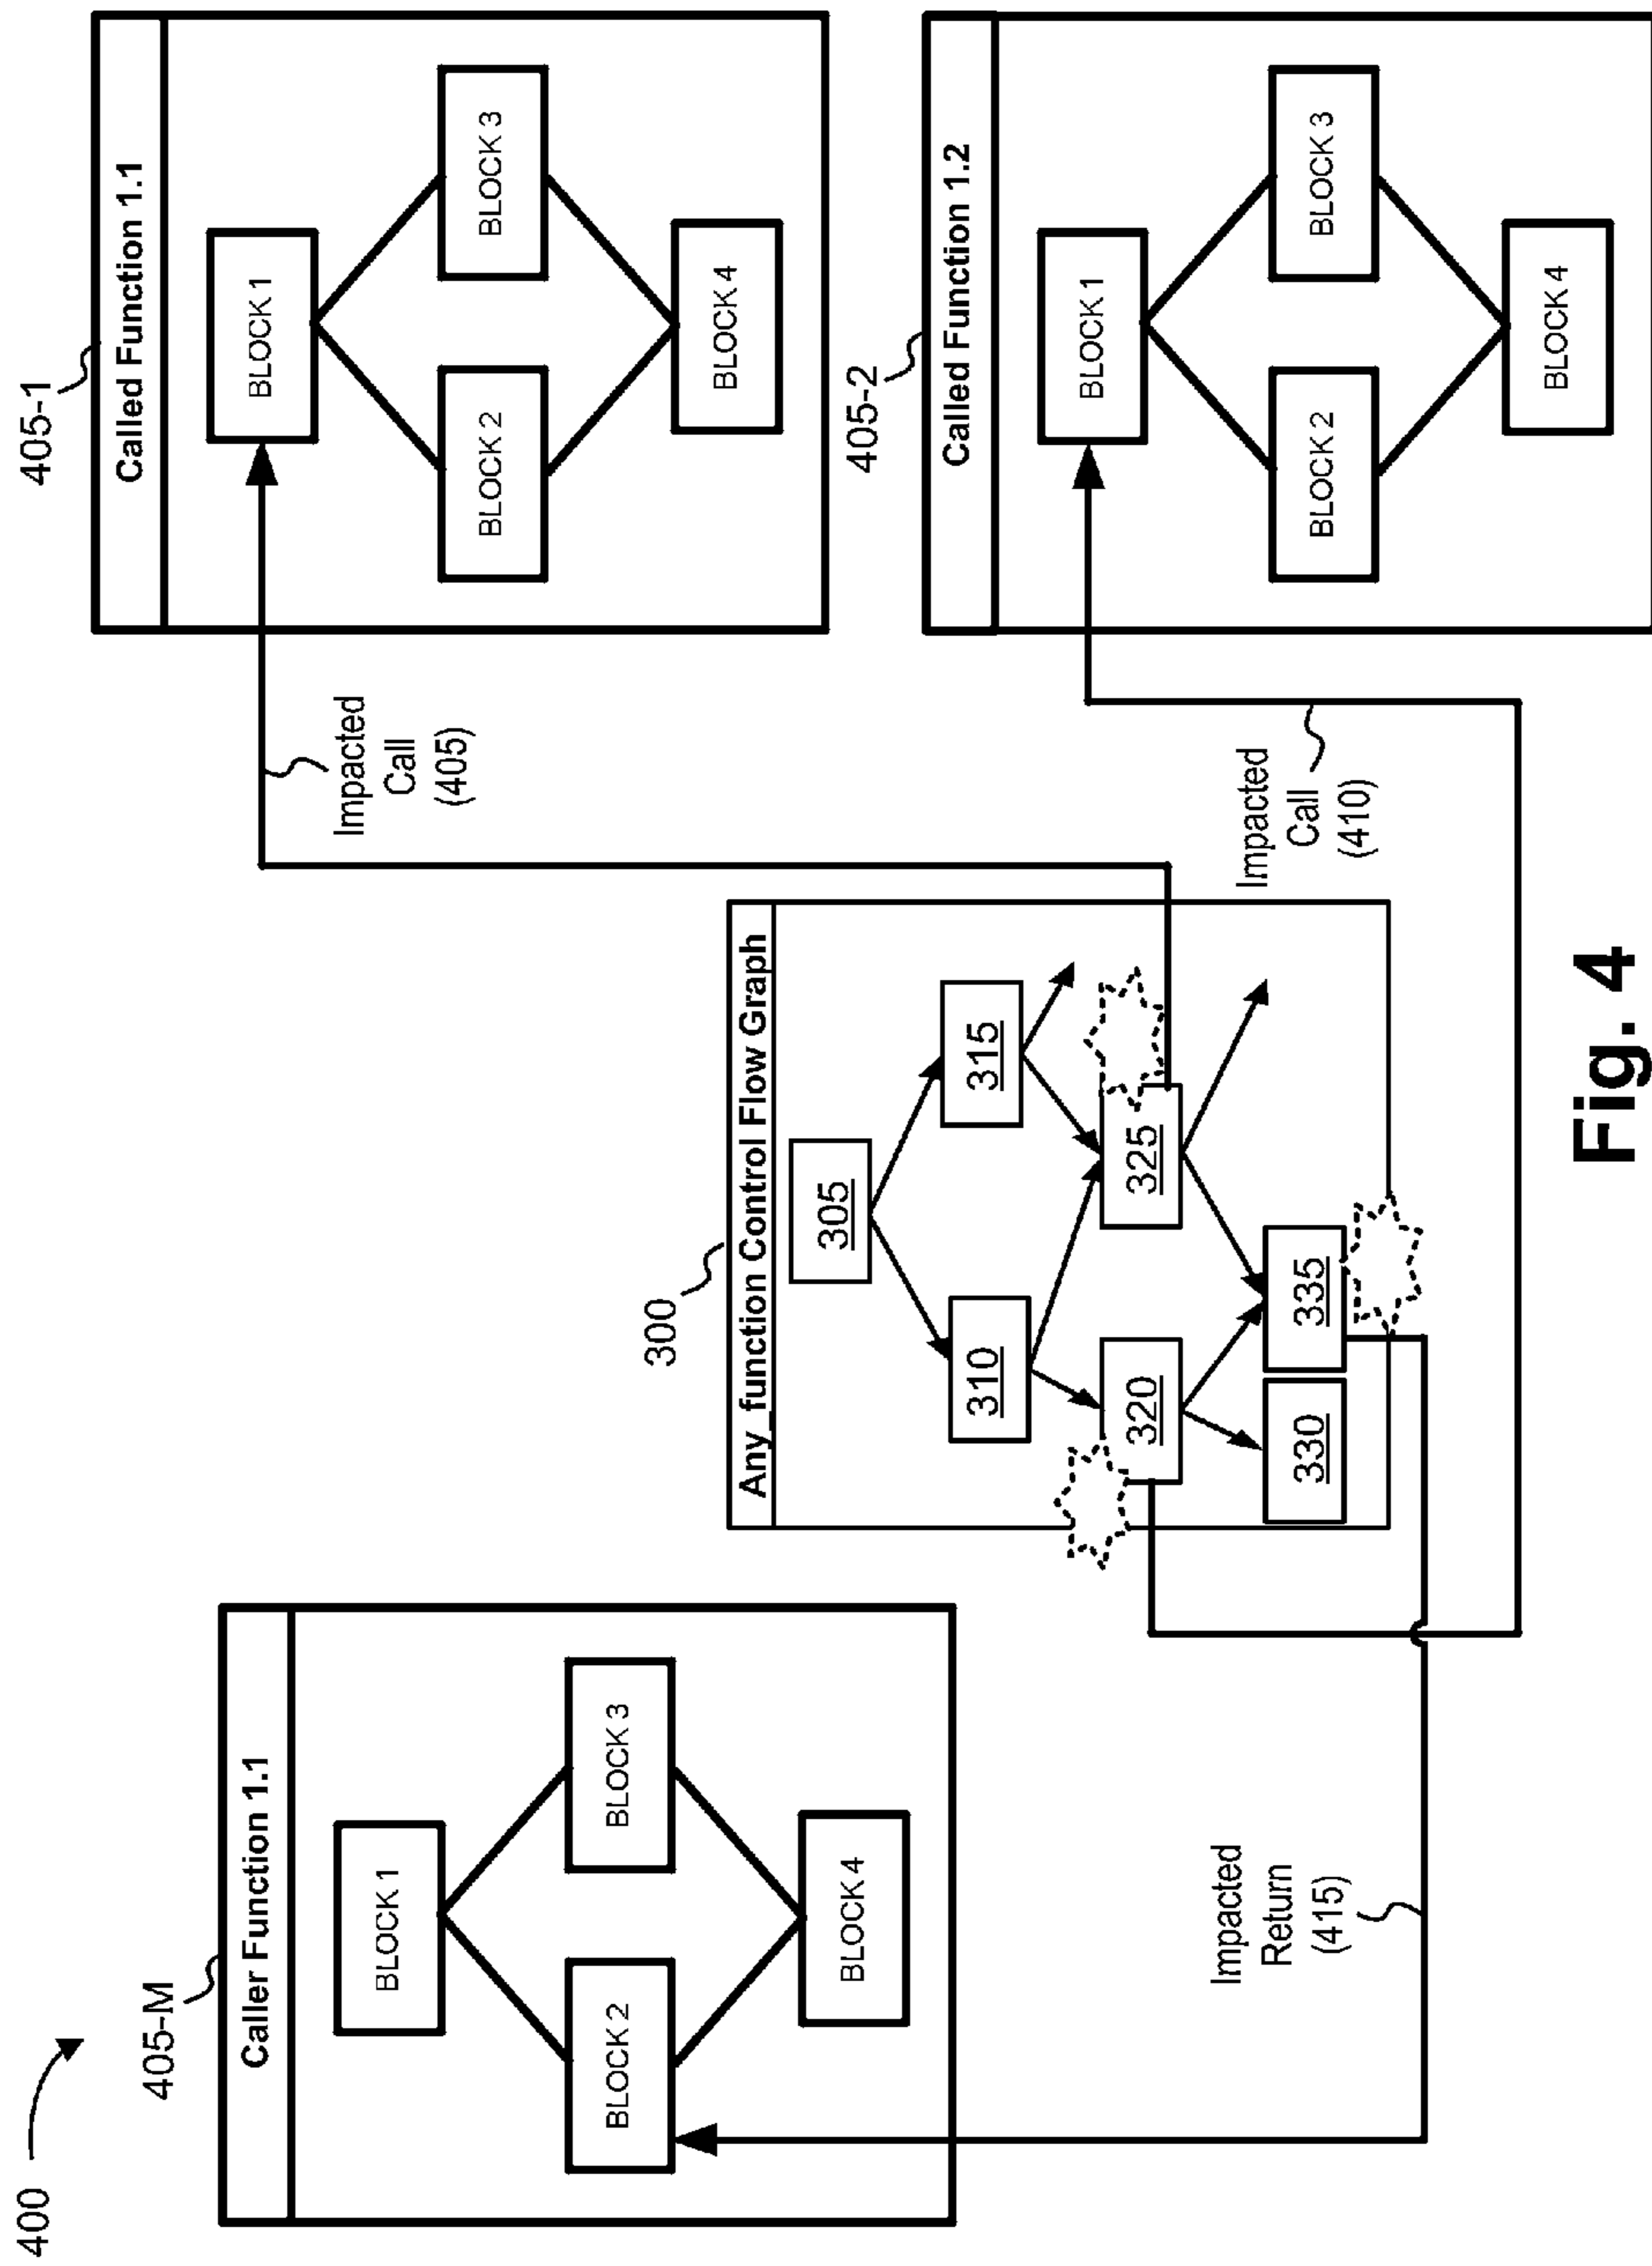 400
405-M
Caller Function 1.1
BLOCK 1
BLOCK 2
BLOCK 3
BLOCK 4
Impacted
Return
(415)
300
Any_function Control Flow Graph
305
310
315
320
325
330
335
Impacted
Call
(405)
Impacted
Call
(410)
405-1
Called Function 1.1
BLOCK 1
BLOCK 2
BLOCK 3
BLOCK 4
405-2
Called Function 1.2
BLOCK 1
BLOCK 2
BLOCK 3
BLOCK 4
Fig. 4